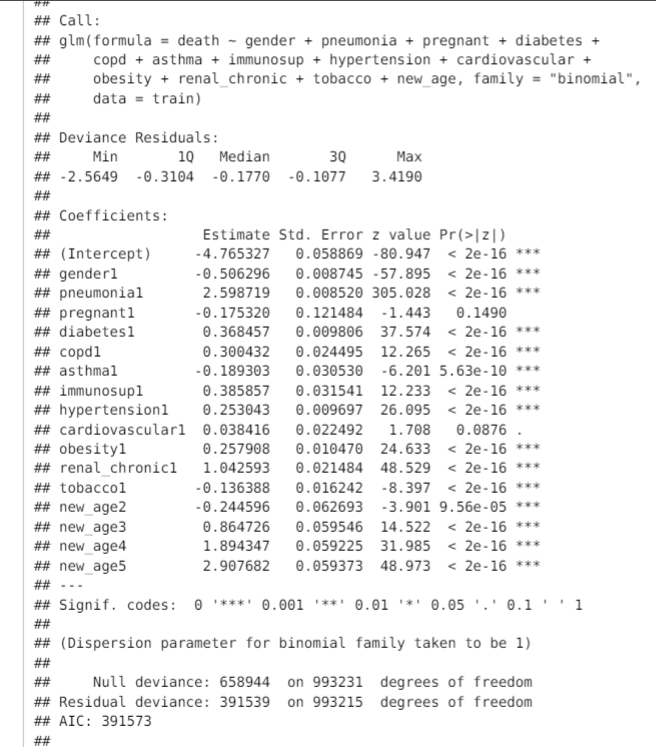 ##
## Call:
## glm(formula = death ~ gender + pneumonia + pregnant + diabetes +
##     copd + asthma + immunosup + hypertension + cardiovascular +
##     obesity + renal_chronic + tobacco + new_age, family = "binomial",
##     data = train)
##
## Deviance Residuals:
##     Min       1Q   Median       3Q      Max
## -2.5649  -0.3104  -0.1770  -0.1077   3.4190
##
## Coefficients:
##                  Estimate Std. Error z value Pr(>|z|)
## (Intercept)     -4.765327   0.058869 -80.947  < 2e-16 ***
## gender1         -0.506296   0.008745 -57.895  < 2e-16 ***
## pneumonia1       2.598719   0.008520 305.028  < 2e-16 ***
## pregnant1       -0.175320   0.121484  -1.443   0.1490
## diabetes1        0.368457   0.009806  37.574  < 2e-16 ***
## copd1            0.300432   0.024495  12.265  < 2e-16 ***
## asthma1         -0.189303   0.030530  -6.201 5.63e-10 ***
## immunosup1       0.385857   0.031541  12.233  < 2e-16 ***
## hypertension1    0.253043   0.009697  26.095  < 2e-16 ***
## cardiovascular1  0.038416   0.022492   1.708   0.0876 .
## obesity1         0.257908   0.010470  24.633  < 2e-16 ***
## renal_chronic1   1.042593   0.021484  48.529  < 2e-16 ***
## tobacco1        -0.136388   0.016242  -8.397  < 2e-16 ***
## new_age2        -0.244596   0.062693  -3.901 9.56e-05 ***
## new_age3         0.864726   0.059546  14.522  < 2e-16 ***
## new_age4         1.894347   0.059225  31.985  < 2e-16 ***
## new_age5         2.907682   0.059373  48.973  < 2e-16 ***
## ---
## Signif. codes:  0 '***' 0.001 '**' 0.01 '*' 0.05 '.' 0.1 ' ' 1
##
## (Dispersion parameter for binomial family taken to be 1)
##
##     Null deviance: 658944  on 993231  degrees of freedom
## Residual deviance: 391539  on 993215  degrees of freedom
## AIC: 391573
##